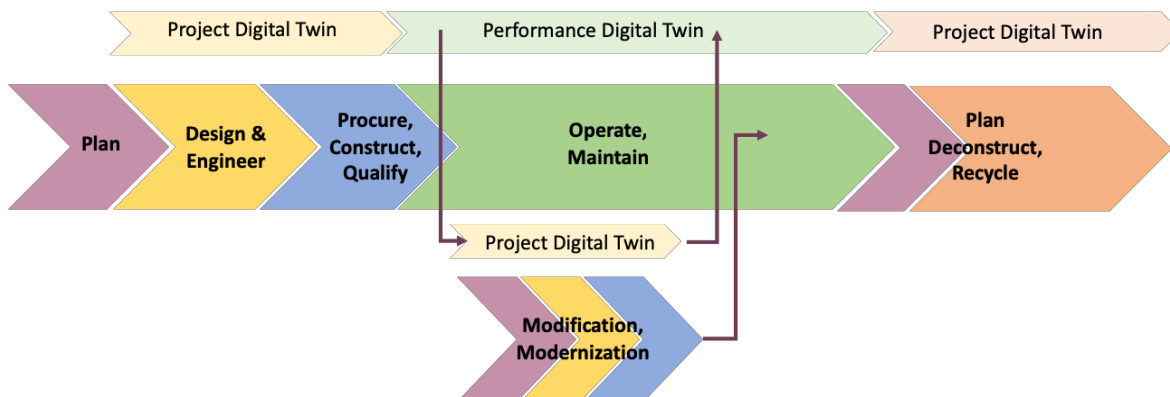 Project Digital Twin
Performance Digital Twin
Project Digital Twin
Plan
Design &
Engineer
Procure,
Construct,
Qualify
Operate,
Maintain
Plan
Deconstruct,
Recycle
Project Digital Twin
Modification,
Modernization